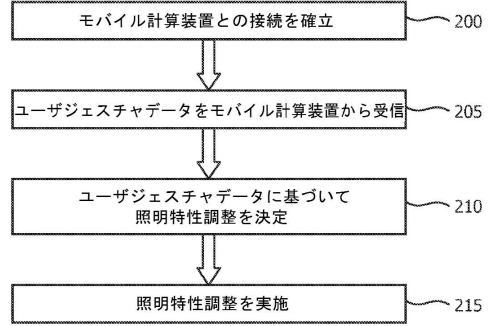 モバイル計算装置との接続を確立
200
ユーザジェスチャデータをモバイル計算装置から受信
205
ユーザジェスチャデータに基づいて
照明特性調整を決定
210
照明特性調整を実施
215